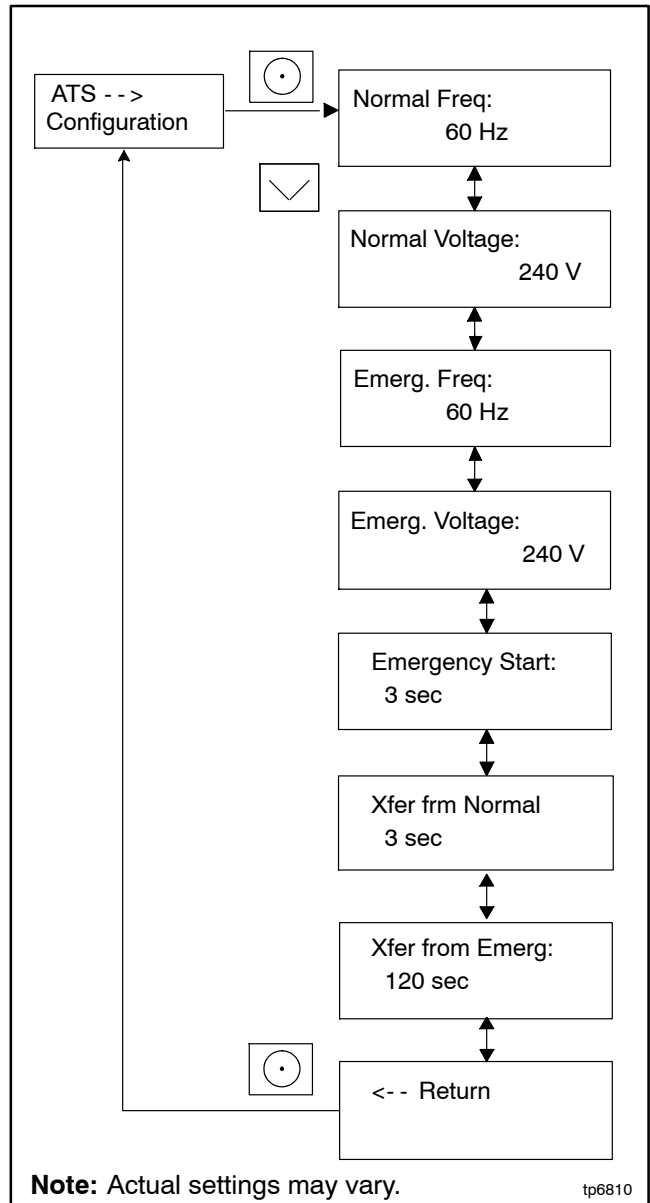 ATS - - >
Configuration
Normal Freq:
60 Hz
Normal Voltage:
240 V
Emerg. Freq:
60 Hz
Emerg. Voltage:
240 V
Emergency Start:
3 sec
Xfer frm Normal
3 sec
Xfer from Emerg:
120 sec
<- - Return
Note: Actual settings may vary.
tp6810